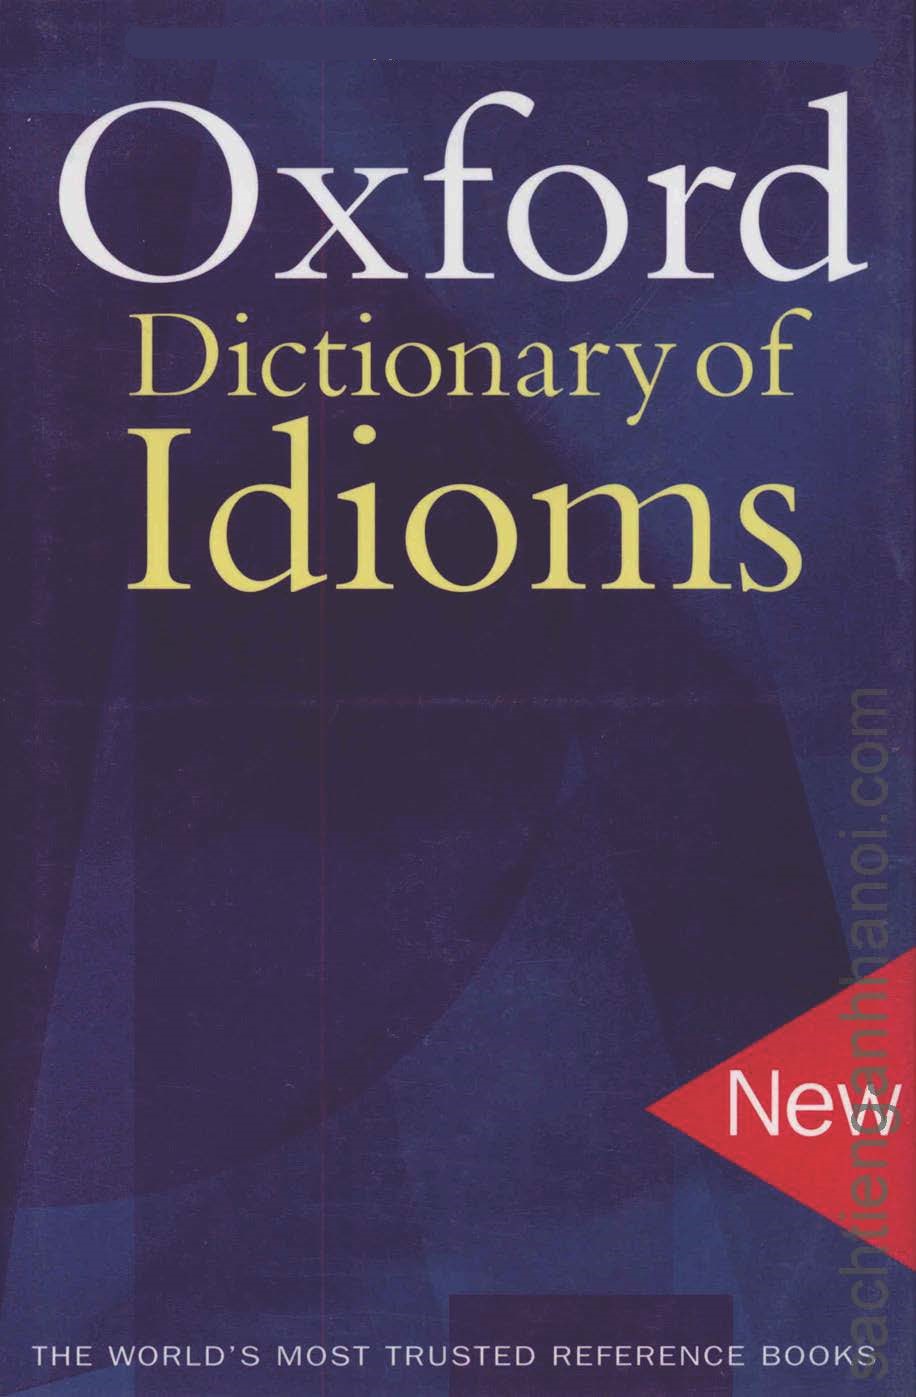 Oxford
Dictionary of
Idioms
New
THE WORLD'S MOST TRUSTED REFERENCE BOOKS
sachtienganhhanoi.com